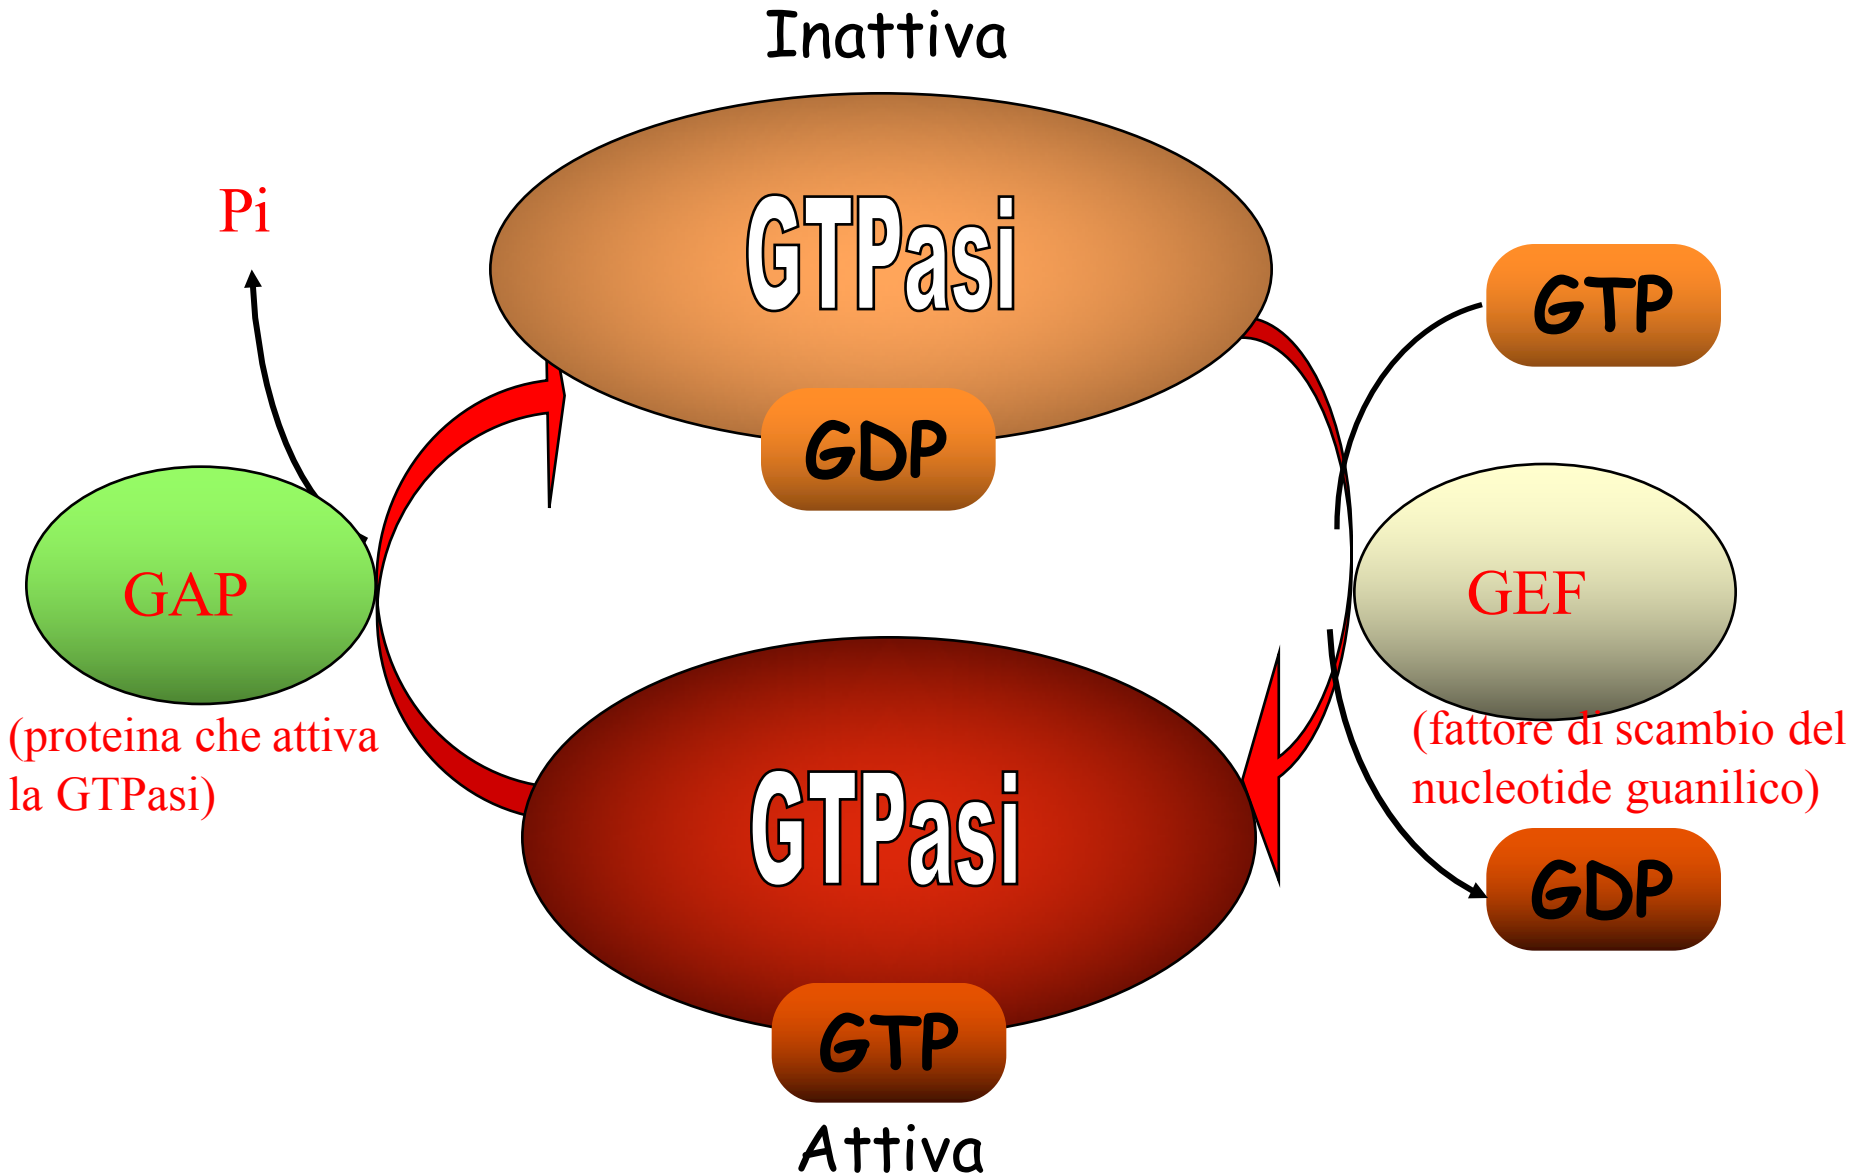 Inattiva
Pi
GTPasi
GTP
GDP
GAP
GEF
(proteina che attiva
la GTPasi)
(fattore di scambio del
nucleotide guanilico)
GTPasi
GDP
GTP
Attiva